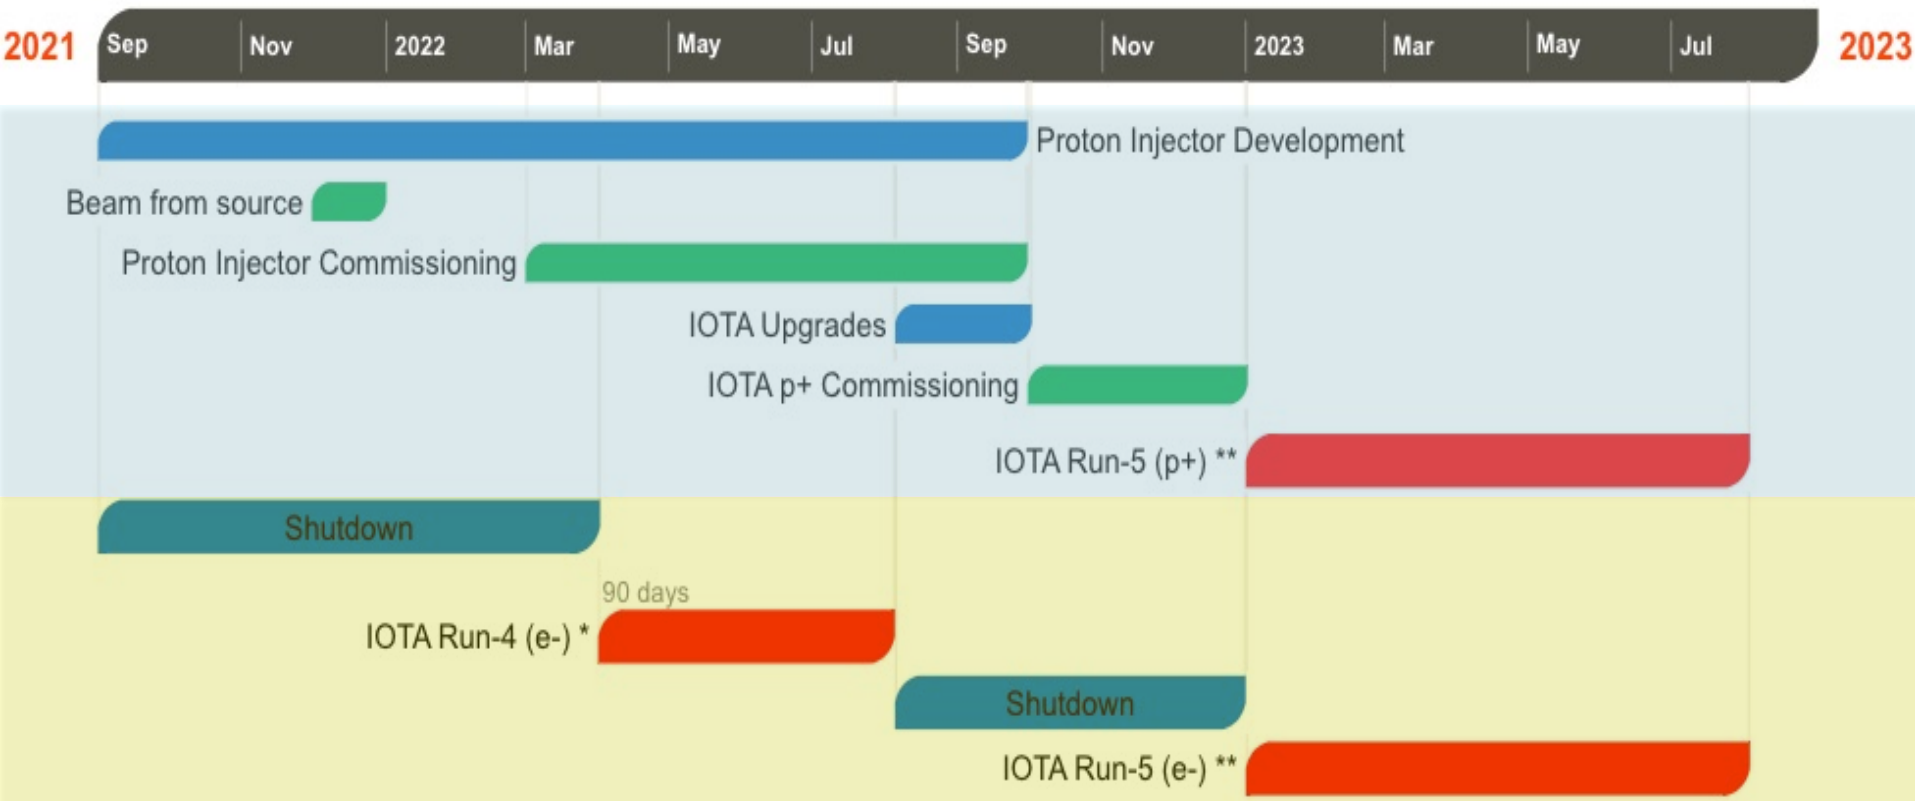 2021 Sep Nov 2022 Mar May Jul Sep Nov 2023 Mar May Jul 2023
Proton Injector Development
Beam from source
Proton Injector Commissioning
IOTA Upgrades
IOTA p+ Commissioning
IOTA Run-5 (p+) **
Shutdown
90 days
IOTA Run-4 (e-) *
Shutdown
IOTA Run-5 (e-) **